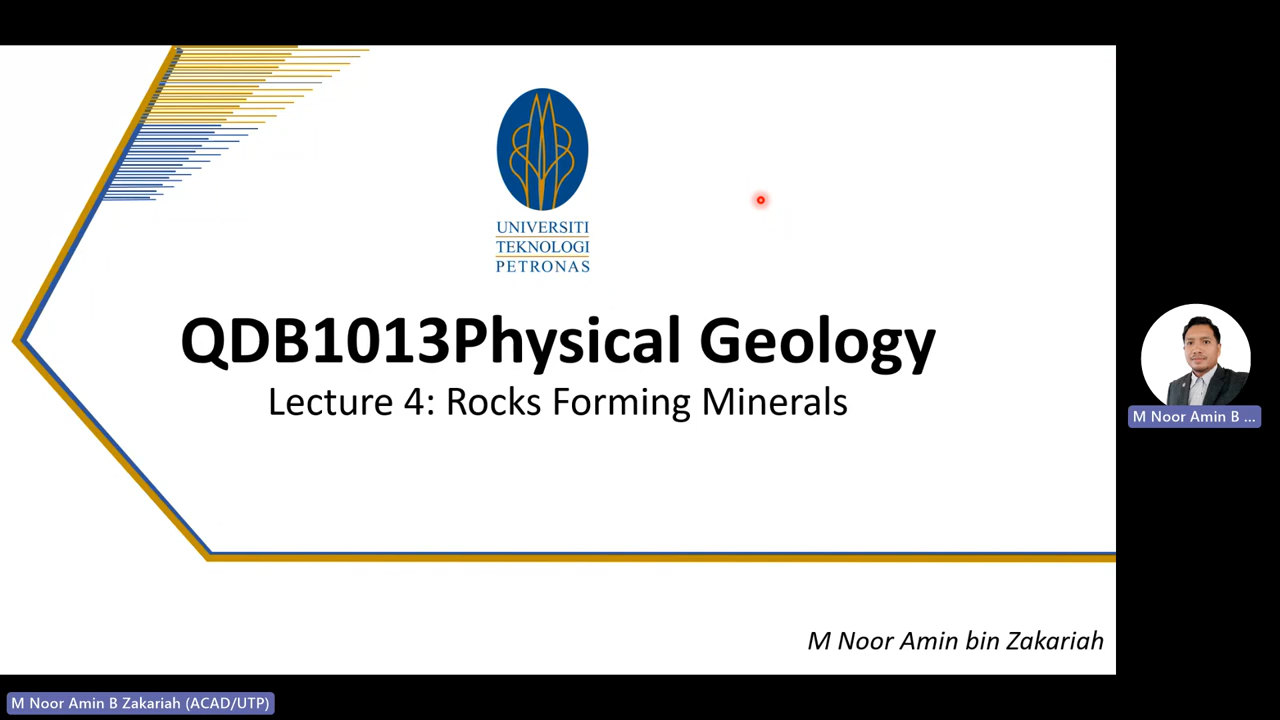 UNIVERSITI
TEKNOLOGI
PETRONAS
QDB1013Physical Geology
Lecture 4: Rocks Forming Minerals
M Noor Amin B ...
M Noor Amin bin Zakariah
M Noor Amin B Zakariah (ACAD/UTP)